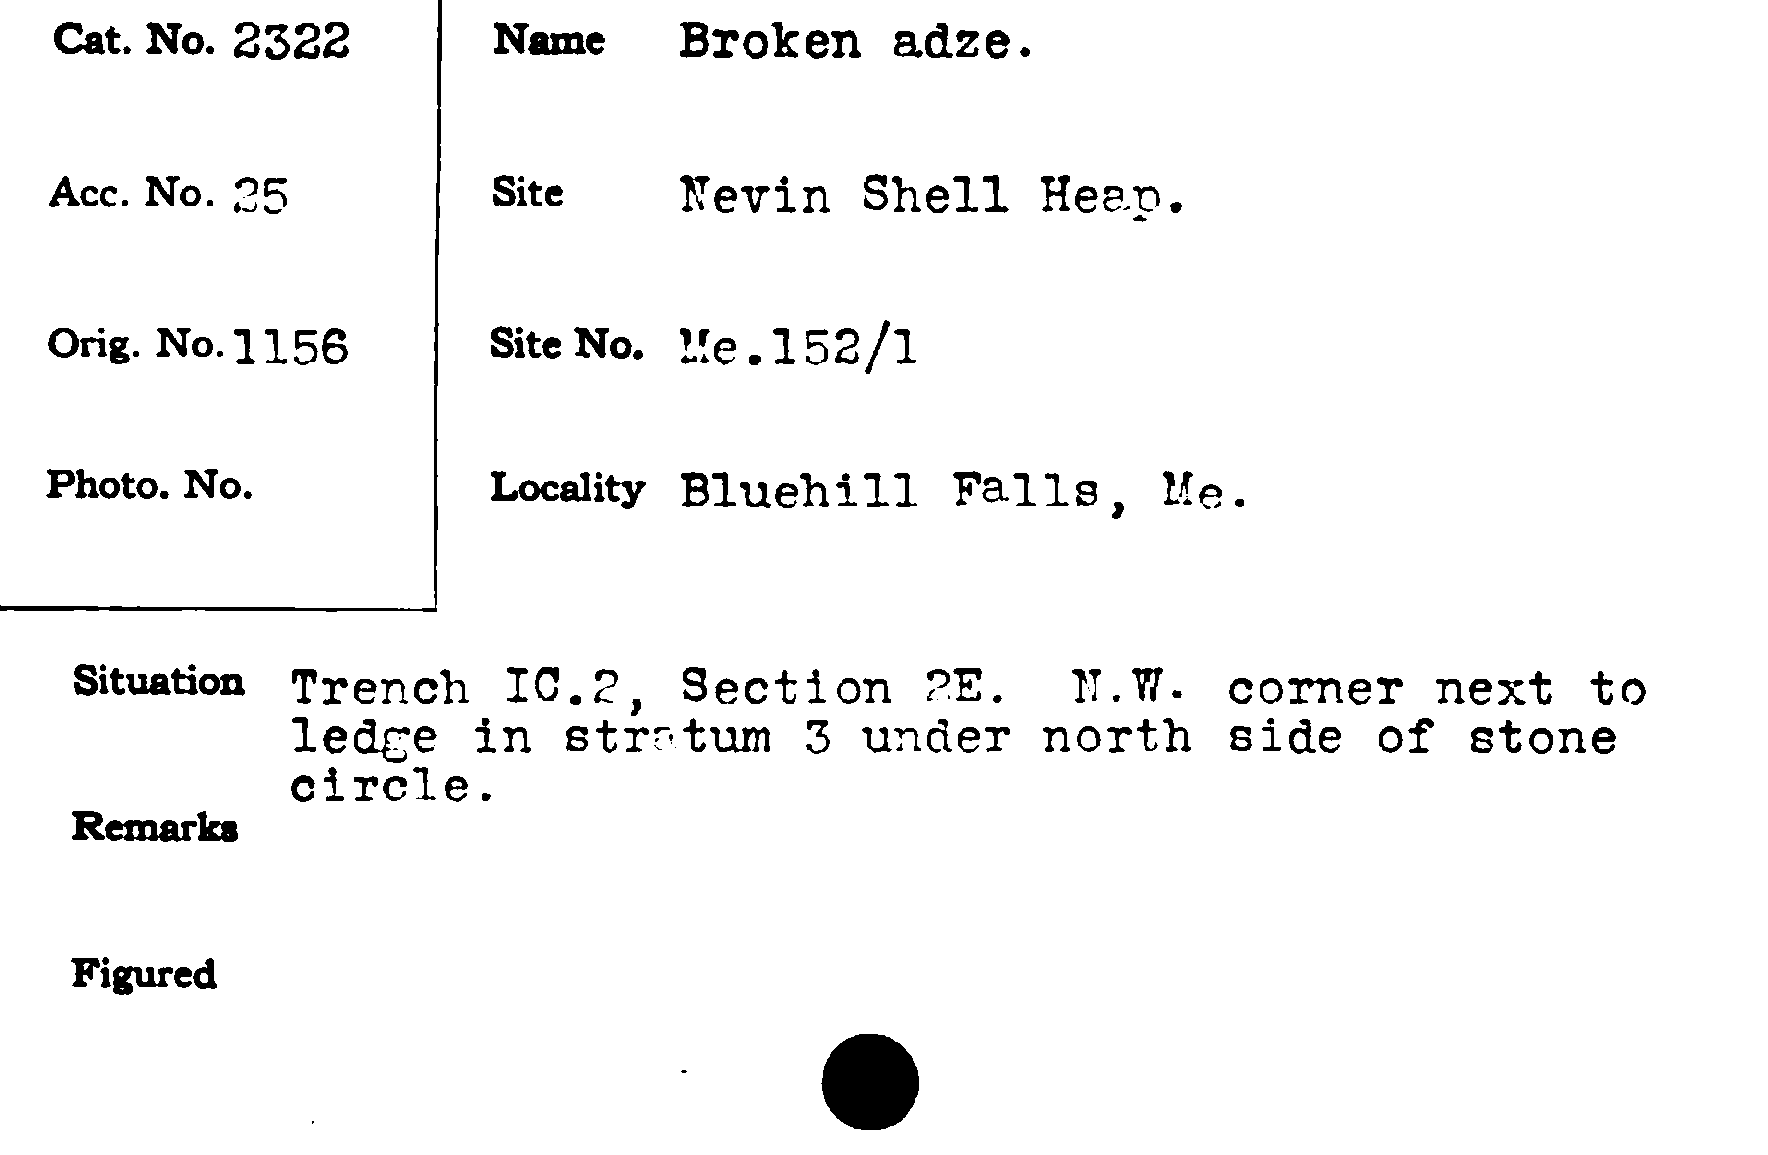 Cat. No. 2322
Name Broken adze.
Acc. No. 25
Site Nevin Shell Heap.
Orig. No. 1156
Site No. Me.152/1
Photo. No.
Locality Bluehill Falls, Me.
Situation Trench IC.2, Section 2E. N.W. corner next to
ledge in stratum 3 under north side of stone
circle.
Remarks
Figured